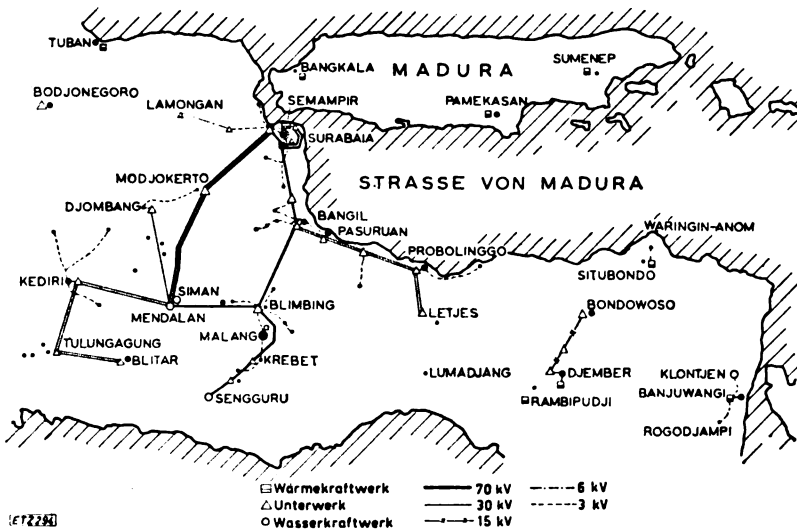 TUBAN
BANGKALA
MADURA
SUMENEP
BODJONEGORO
LAMONGAN
SEMAMPIR
PAMEKASAN
SURABAIA
MODJOKERTO
STRASSE VON MADURA
DJOMBANG
BANGIL
PASURUAN
WARINGIN-ANOM
PROBOLINGGO
KEDIRI
SIMAN
SITUBONDO
MENDALAN
BLIMBING
LETJES
BONDOWOSO
MALANG
TULUNGAGUNG
BLITAR
KREBET
LUMADJANG
DJEMBER
KLONTJEN
SENGGURU
RAMBIPUDJI
BANJUWANGI
ROGODJAMPI
Wärmekraftwerk 70 kV 6 kV
Unterwerk 30 kV 3 kV
Wasserkraftwerk 15 kV
ETZ294